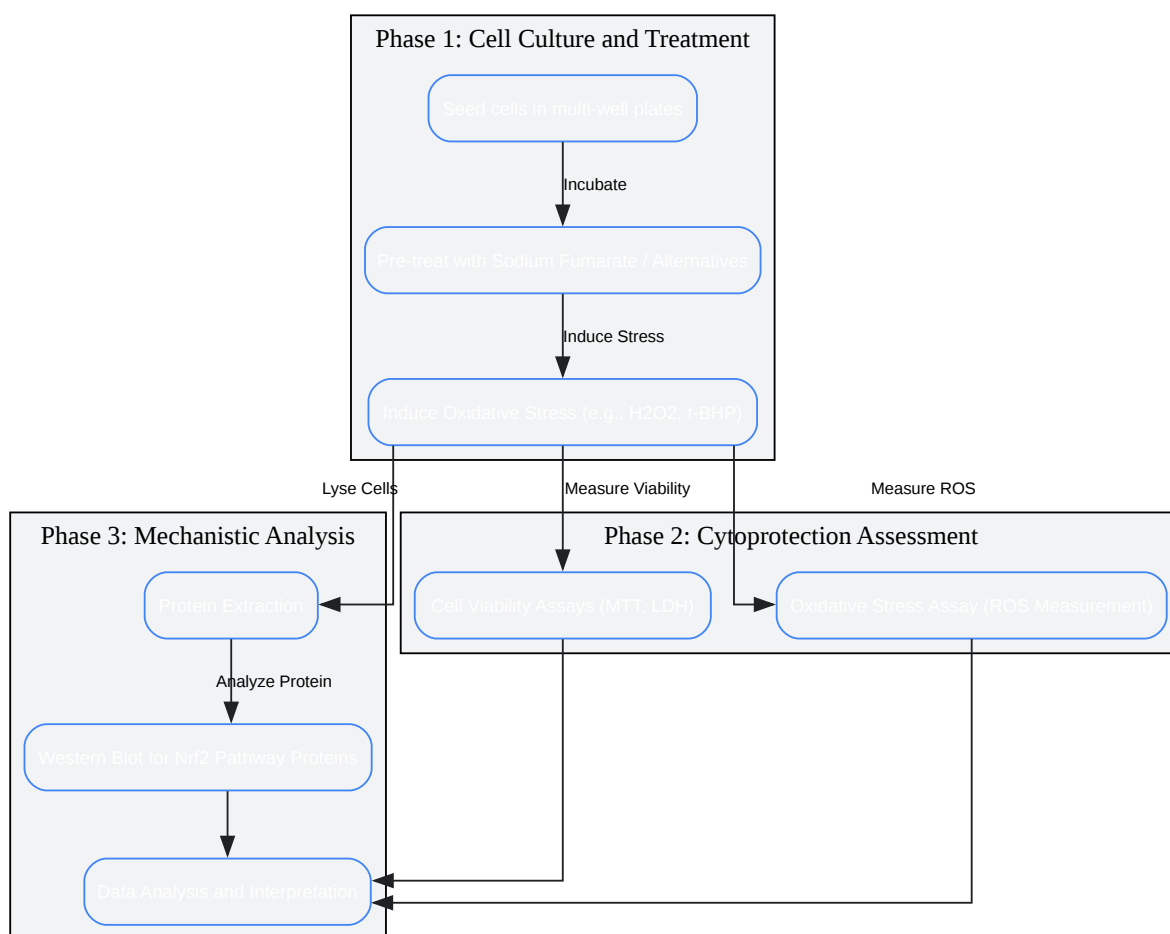 Phase 1: Cell Culture and Treatment
Seed cells in multi-well plates
Incubate
Pre-treat with Sodium Fumarate / Alternatives
Induce Stress
Induce Oxidative Stress (e.g., H2O2, t-BHP)
Lyse Cells
Measure Viability
Measure ROS
Phase 3: Mechanistic Analysis
Phase 2: Cytoprotection Assessment
Protein Extraction
Cell Viability Assays (MTT, LDH)
Oxidative Stress Assay (ROS Measurement)
Analyze Protein
Western Blot for Nrf2 Pathway Proteins
Data Analysis and Interpretation